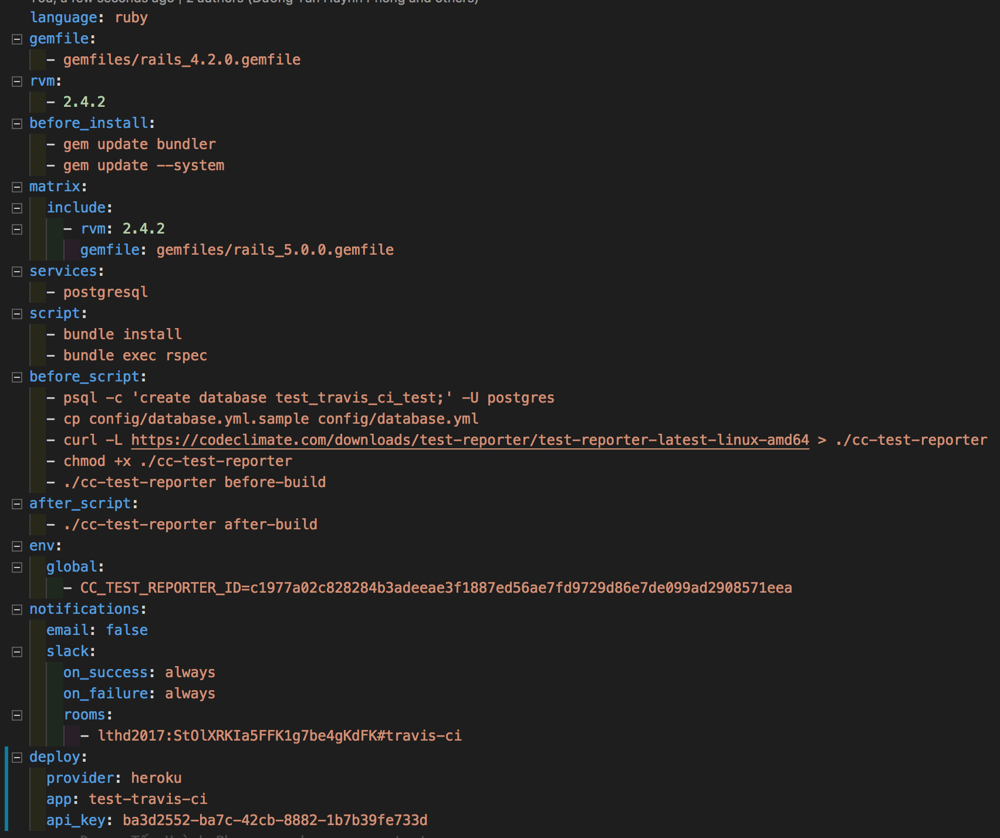 language: ruby
gemfile:
- gemfiles/rails_4.2.0.gemfile
rvm:
- 2.4.2
before_install:
- gem update bundler
- gem update --system
matrix:
include:
- rvm: 2.4.2
gemfile: gemfiles/rails_5.0.0.gemfile
services:
- postgresql
script:
- bundle install
- bundle exec rspec
before_script:
- psql -c 'create database test_travis_ci_test;' -U postgres
- cp config/database.yml.sample config/database.yml
- curl -L https://codeclimate.com/downloads/test-reporter/test-reporter-latest-linux-amd64 > ./cc-test-reporter
- chmod +x ./cc-test-reporter
- ./cc-test-reporter before-build
after_script:
- ./cc-test-reporter after-build
env:
global:
- CC_TEST_REPORTER_ID=c1977a02c828284b3adeeae3f1887ed56ae7fd9729d86e7de099ad2908571eea
notifications:
email: false
slack:
on_success: always
on_failure: always
rooms:
- lthd2017:StOlXRKIa5FFK1g7be4gKdFK#travis-ci
deploy:
provider: heroku
app: test-travis-ci
api_key: ba3d2552-ba7c-42cb-8882-1b7b39fe733d